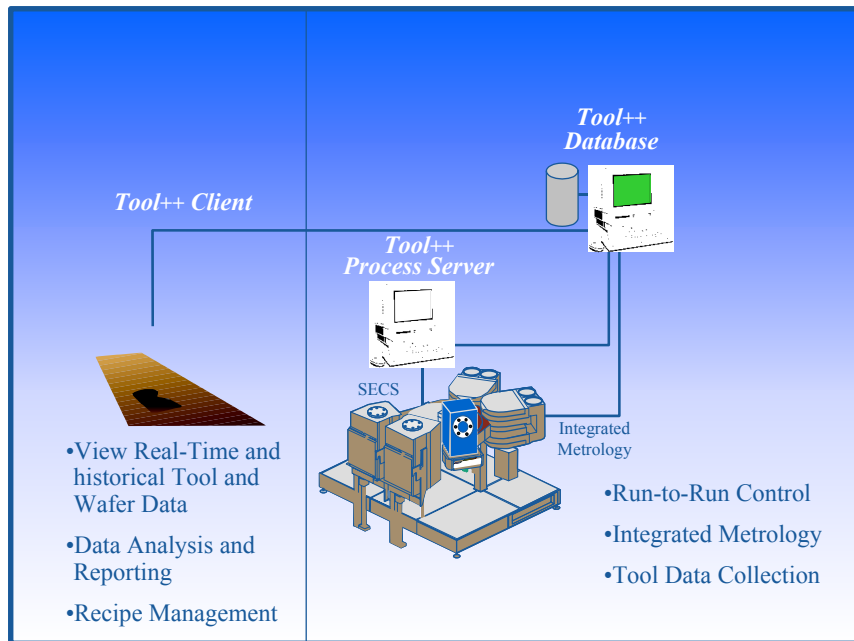 Tool++
Database
Tool++ Client
Tool++
Process Server
SECS
Integrated
Metrology
•View Real-Time and
historical Tool and
Wafer Data
•Data Analysis and
Reporting
•Recipe Management
•Run-to-Run Control
•Integrated Metrology
•Tool Data Collection